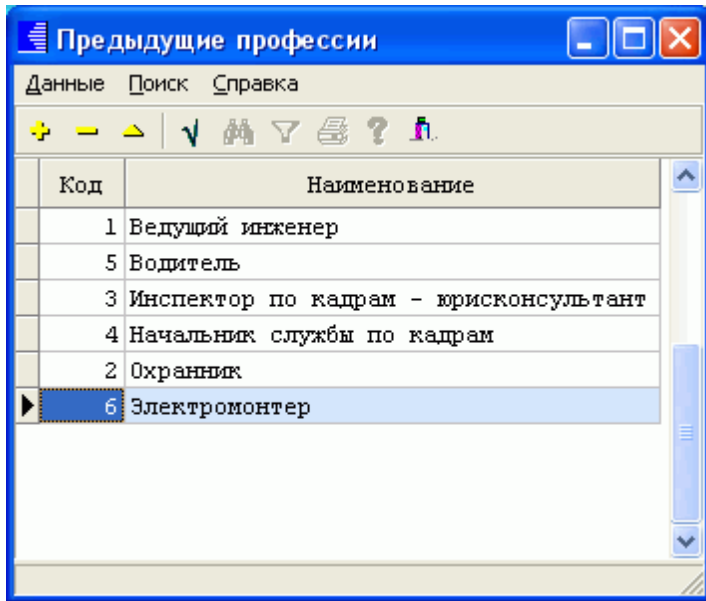 Предыдущие профессии
Данные Поиск Справка
Код Наименование
1 Ведущий инженер
5 Водитель
3 Инспектор по кадрам - юрисконсультант
4 Начальник службы по кадрам
2 Охранник
6 Электромонтер